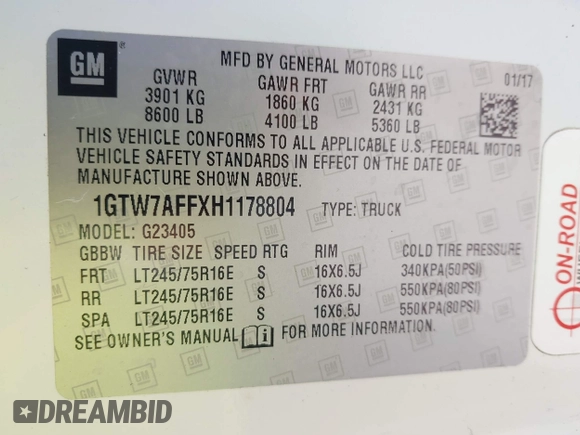 GM
MFD BY GENERAL MOTORS LLC
01/17
GVWR GAWR FRT GAWR RR
3901 KG 1860 KG 2431 KG
8600 LB 4100 LB 5360 LB
THIS VEHICLE CONFORMS TO ALL APPLICABLE U.S. FEDERAL MOTOR
VEHICLE SAFETY STANDARDS IN EFFECT ON THE DATE OF
MANUFACTURE SHOWN ABOVE.
1GTW7AFFXH1178804 TYPE: TRUCK
MODEL: G23405
GBBW TIRE SIZE SPEED RTG RIM COLD TIRE PRESSURE
FRT LT245/75R16E S 16X6.5J 340KPA(50PSI)
RR LT245/75R16E S 16X6.5J 550KPA(80PSI)
SPA LT245/75R16E S 16X6.5J 550KPA(80PSI)
SEE OWNER'S MANUAL FOR MORE INFORMATION
ON-ROAD
DREAMBID